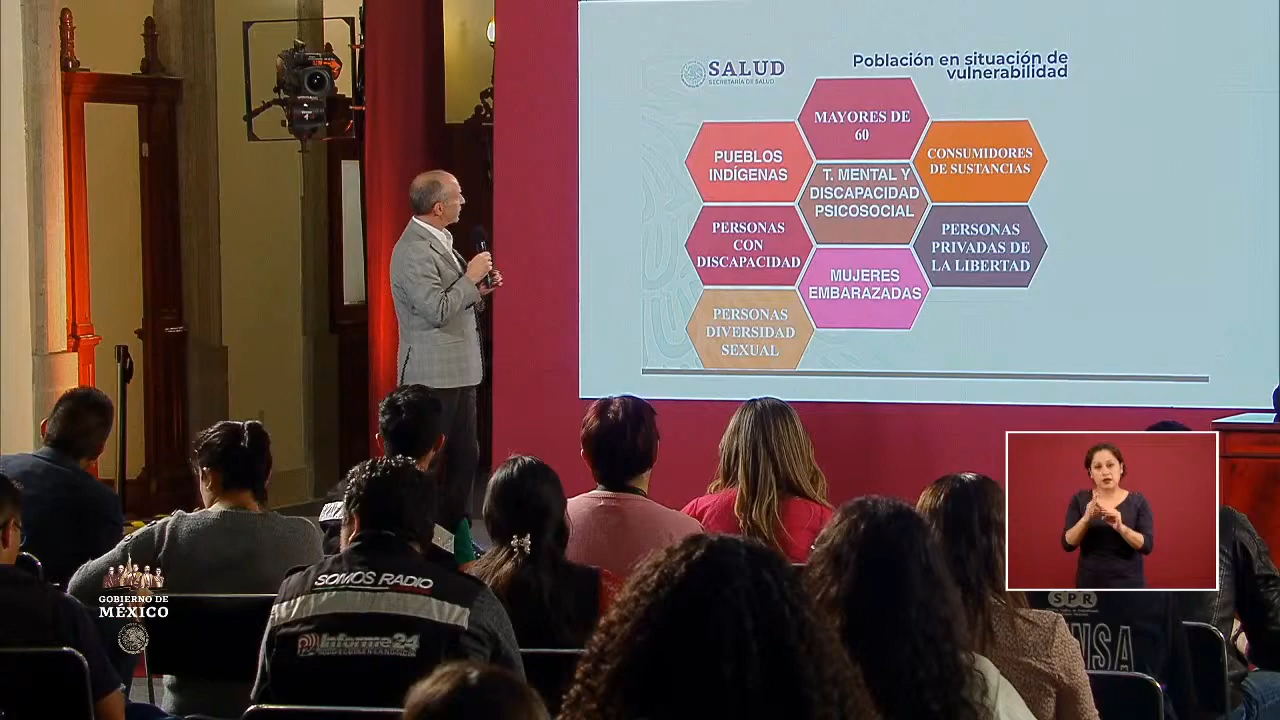 SALUD
SECRETARÍA DE SALUD
Población en situación de
vulnerabilidad
MAYORES DE
60
PUEBLOS
INDÍGENAS
CONSUMIDORES
DE SUSTANCIAS
T. MENTAL Y
DISCAPACIDAD
PSICOSOCIAL
PERSONAS
CON
DISCAPACIDAD
PERSONAS
PRIVADAS DE
LA LIBERTAD
MUJERES
EMBARAZADAS
PERSONAS
DIVERSIDAD
SEXUAL
SOMOS RADIO
Informe24
GOBIERNO DE
MÉXICO
SPR
NSA